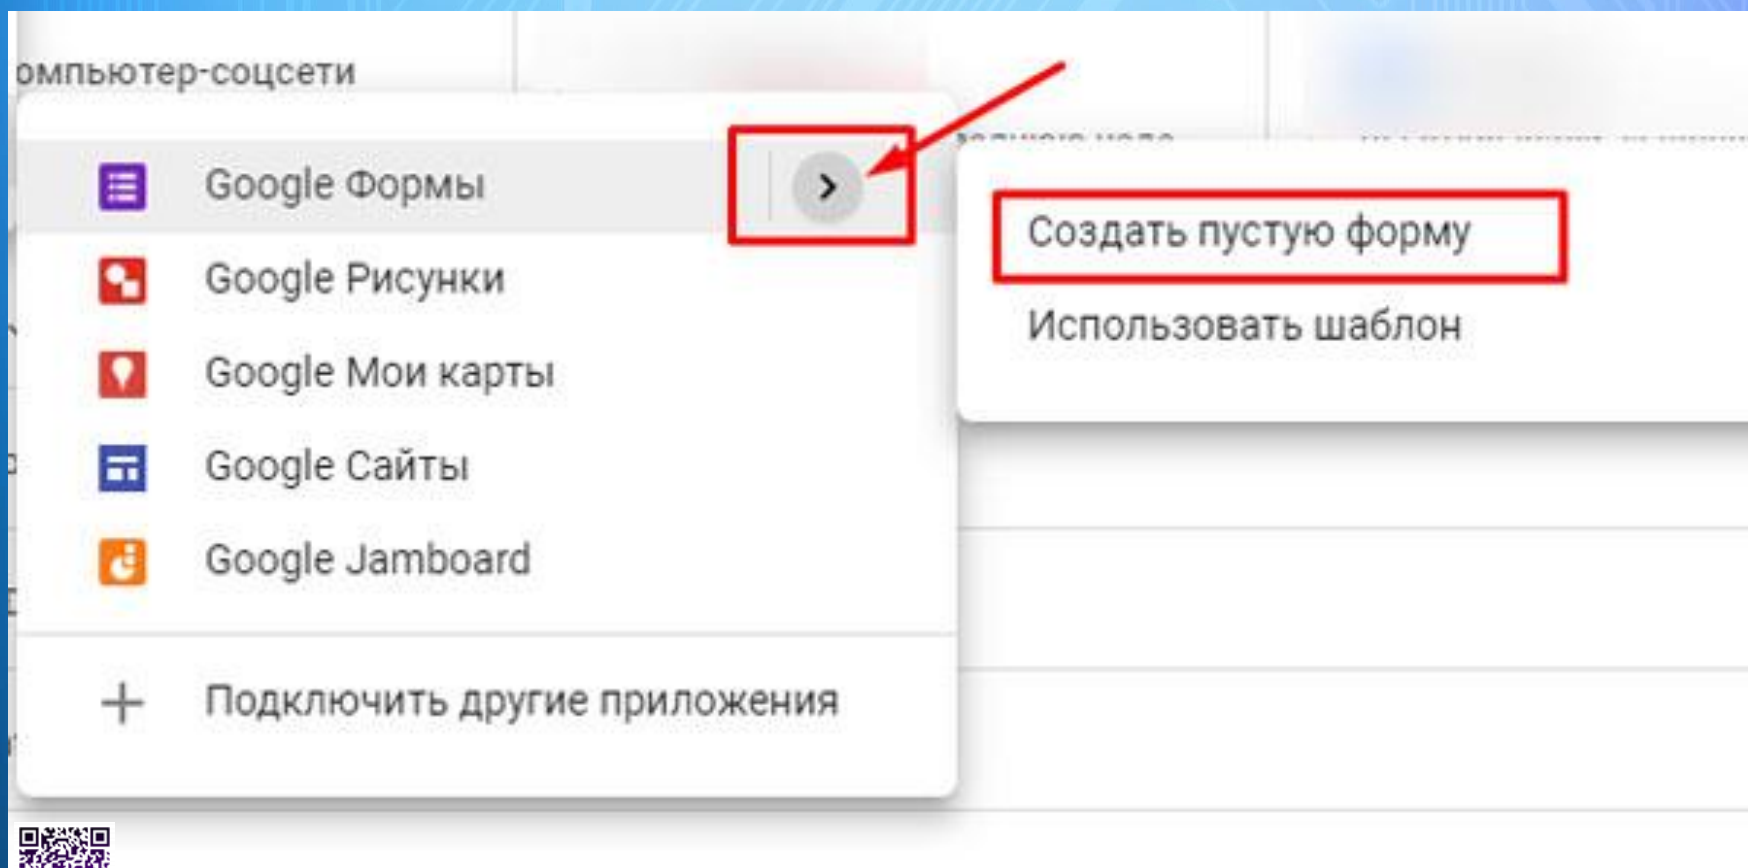 омпьютер-соцсети
Google Формы
Google Рисунки
Google Мои карты
Google Сайты
Google Jamboard
Подключить другие приложения
Создать пустую форму
Использовать шаблон